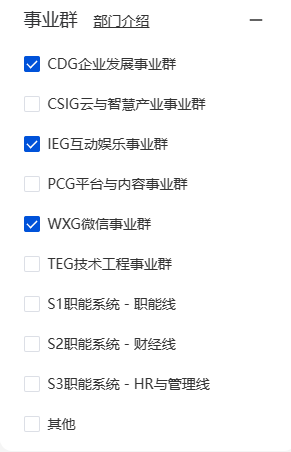 事业群 部门介绍
CDG企业发展事业群
CSIG云与智慧产业事业群
IEG互动娱乐事业群
PCG平台与内容事业群
WXG微信事业群
TEG技术工程事业群
S1职能系统 - 职能线
S2职能系统 - 财经线
S3职能系统 - HR与管理线
其他